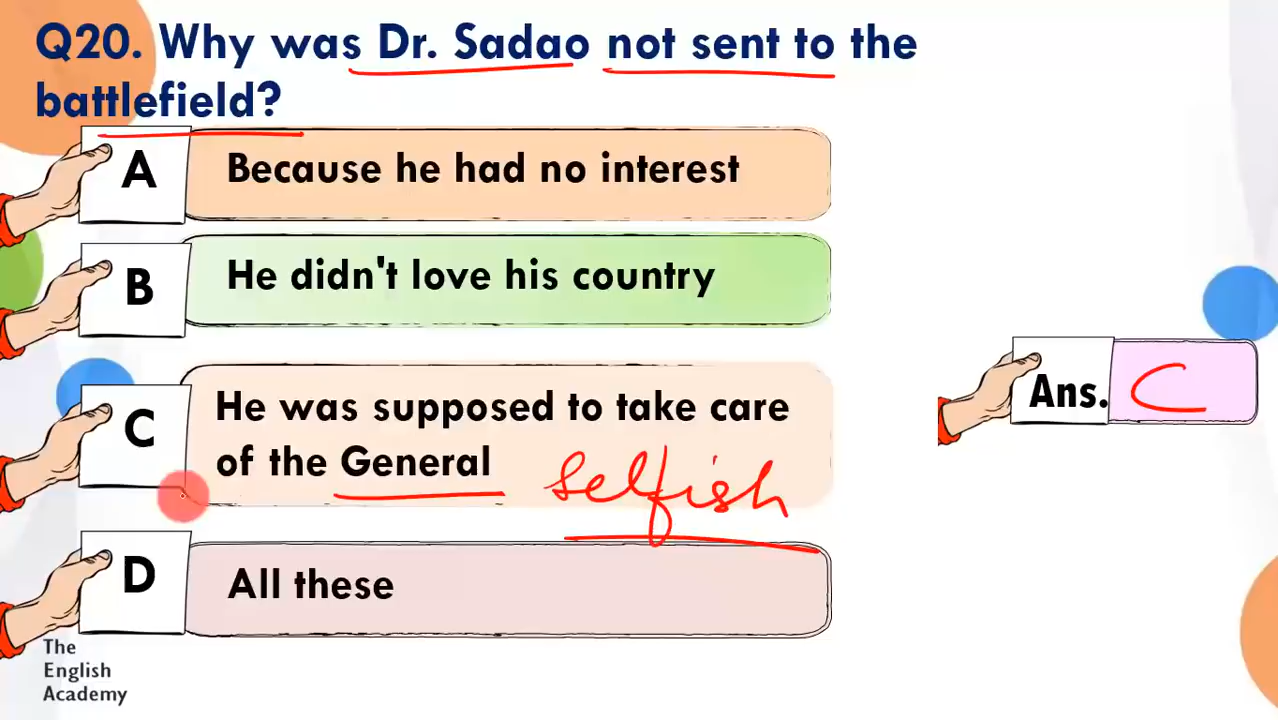 Q20. Why was Dr. Sadao not sent to the
battlefield?
A
Because he had no interest
B
He didn't love his country
C
He was supposed to take care
of the General
selfish
Ans. C
D
All these
The
English
Academy